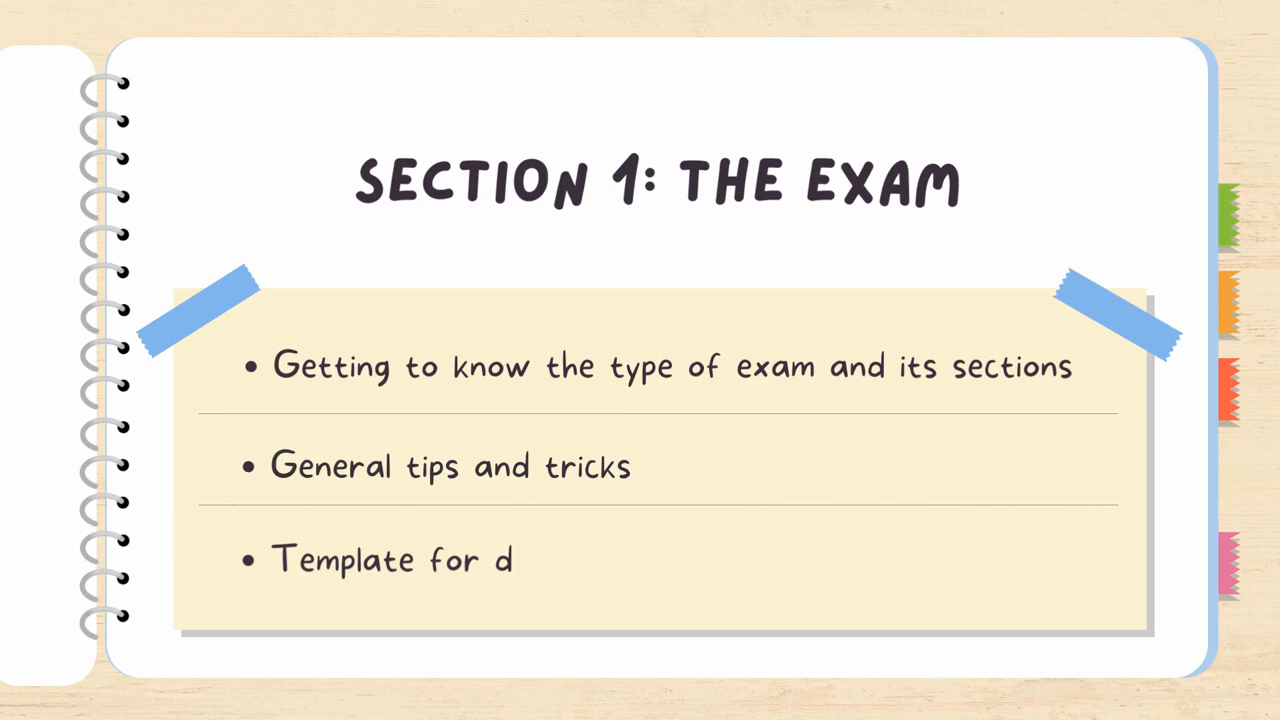 SECTION 1: THE EXAM
• Getting to know the type of exam and its sections
• General tips and tricks
• Template for d